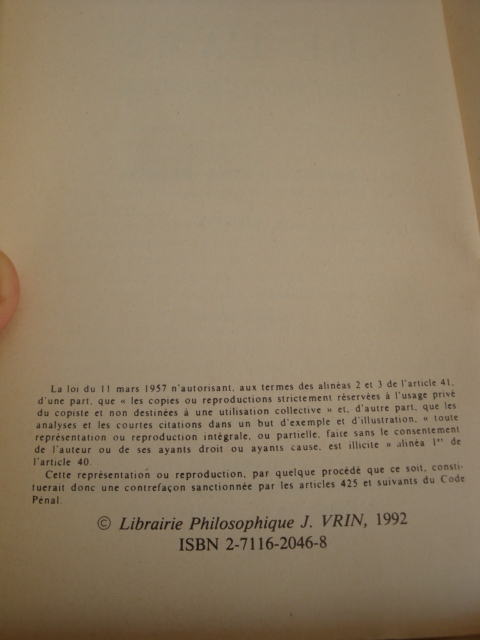 La loi du 11 mars 1957 n'autorisant, aux termes des alinéas 2 et 3 de l'article 41,
d'une part, que « les copies ou reproductions strictement réservées à l'usage privé
du copiste et non destinées à une utilisation collective » et, d'autre part, que les
analyses et les courtes citations dans un but d'exemple et d'illustration, « toute
représentation ou reproduction intégrale, ou partielle, faite sans le consentement
de l'auteur ou de ses ayants droit ou ayants cause, est illicite » alinéa 1er de
l'article 40.
Cette représentation ou reproduction, par quelque procédé que ce soit, consti-
tuerait donc une contrefaçon sanctionnée par les articles 425 et suivants du Code
Pénal.
© Librairie Philosophique J. VRIN, 1992
ISBN 2-7116-2046-8